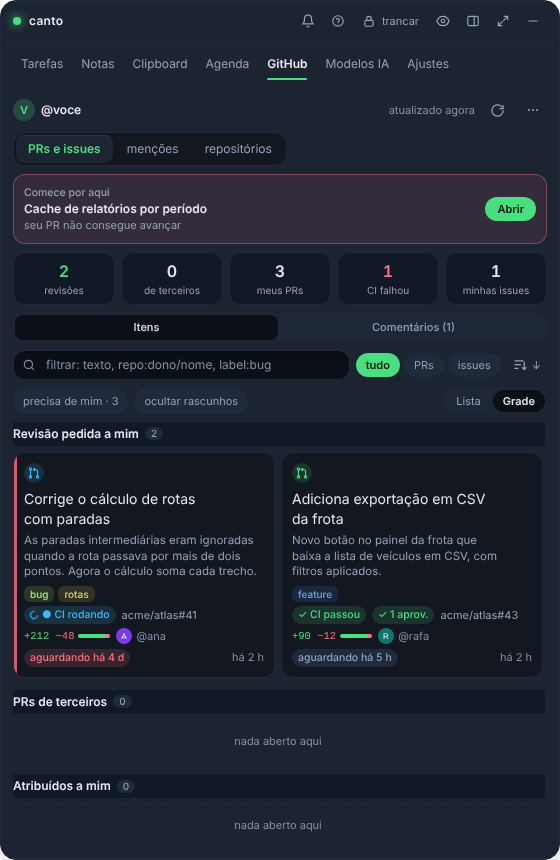 canto
trancar
Tarefas Notas Clipboard Agenda GitHub Modelos IA Ajustes
V @voce atualizado agora
PRs e issues menções repositórios
Comece por aqui
Cache de relatórios por período
seu PR não consegue avançar
Abrir
2 0 3 1 1
revisões de terceiros meus PRs CI falhou minhas issues
Itens Comentários (1)
filtrar: texto, repo:dono/nome, label:bug tudo PRs issues
precisa de mim · 3 ocultar rascunhos Lista Grade
Revisão pedida a mim 2
Corrige o cálculo de rotas
com paradas
As paradas intermediárias eram ignoradas
quando a rota passava por mais de dois
pontos. Agora o cálculo soma cada trecho.
bug rotas
CI rodando acme/atlas#41
+212 −48 A @ana
aguardando há 4 d há 2 h
Adiciona exportação em CSV
da frota
Novo botão no painel da frota que
baixa a lista de veículos em CSV, com
filtros aplicados.
feature
✓ CI passou ✓ 1 aprov. acme/atlas#43
+90 −12 R @rafa
aguardando há 5 h há 2 h
PRs de terceiros 0
nada aberto aqui
Atribuídos a mim 0
nada aberto aqui